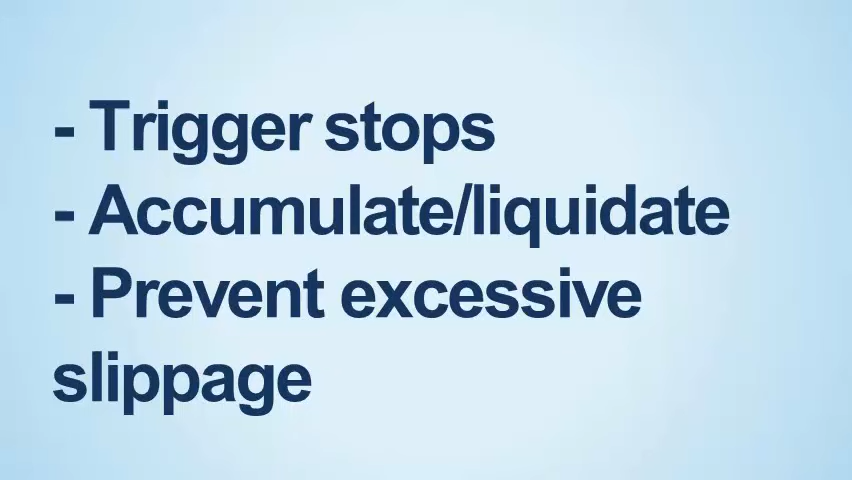 - Trigger stops
- Accumulate/liquidate
- Prevent excessive
slippage